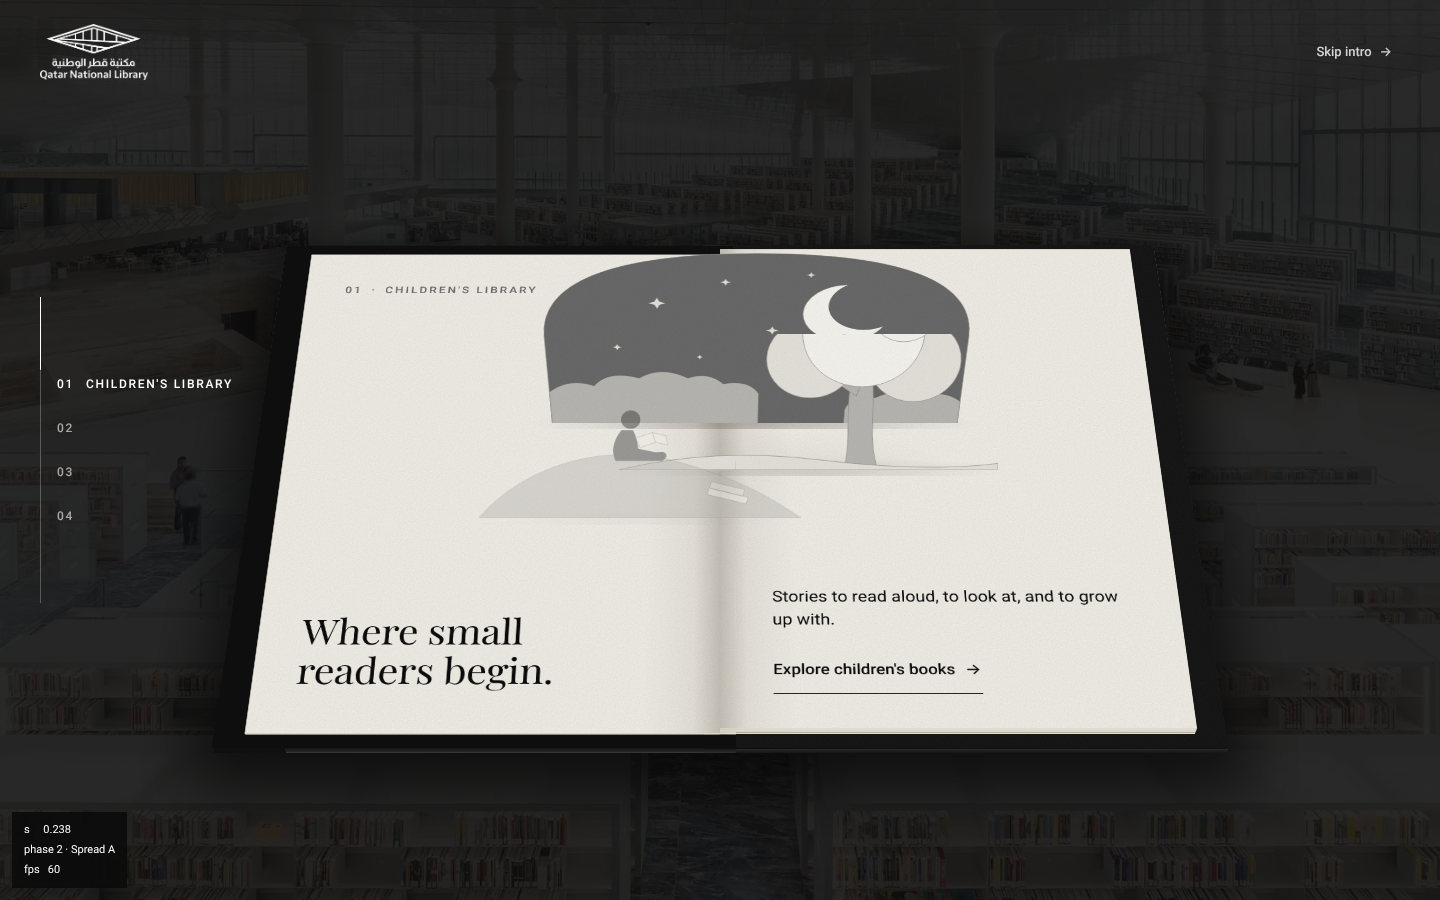 مكتبة قطر الوطنية
Qatar National Library
Skip intro →
01 · CHILDREN'S LIBRARY
01 CHILDREN'S LIBRARY
02
03
04
Where small
readers begin.
Stories to read aloud, to look at, and to grow
up with.
Explore children's books →
s 0.238
phase 2 · Spread A
fps 60